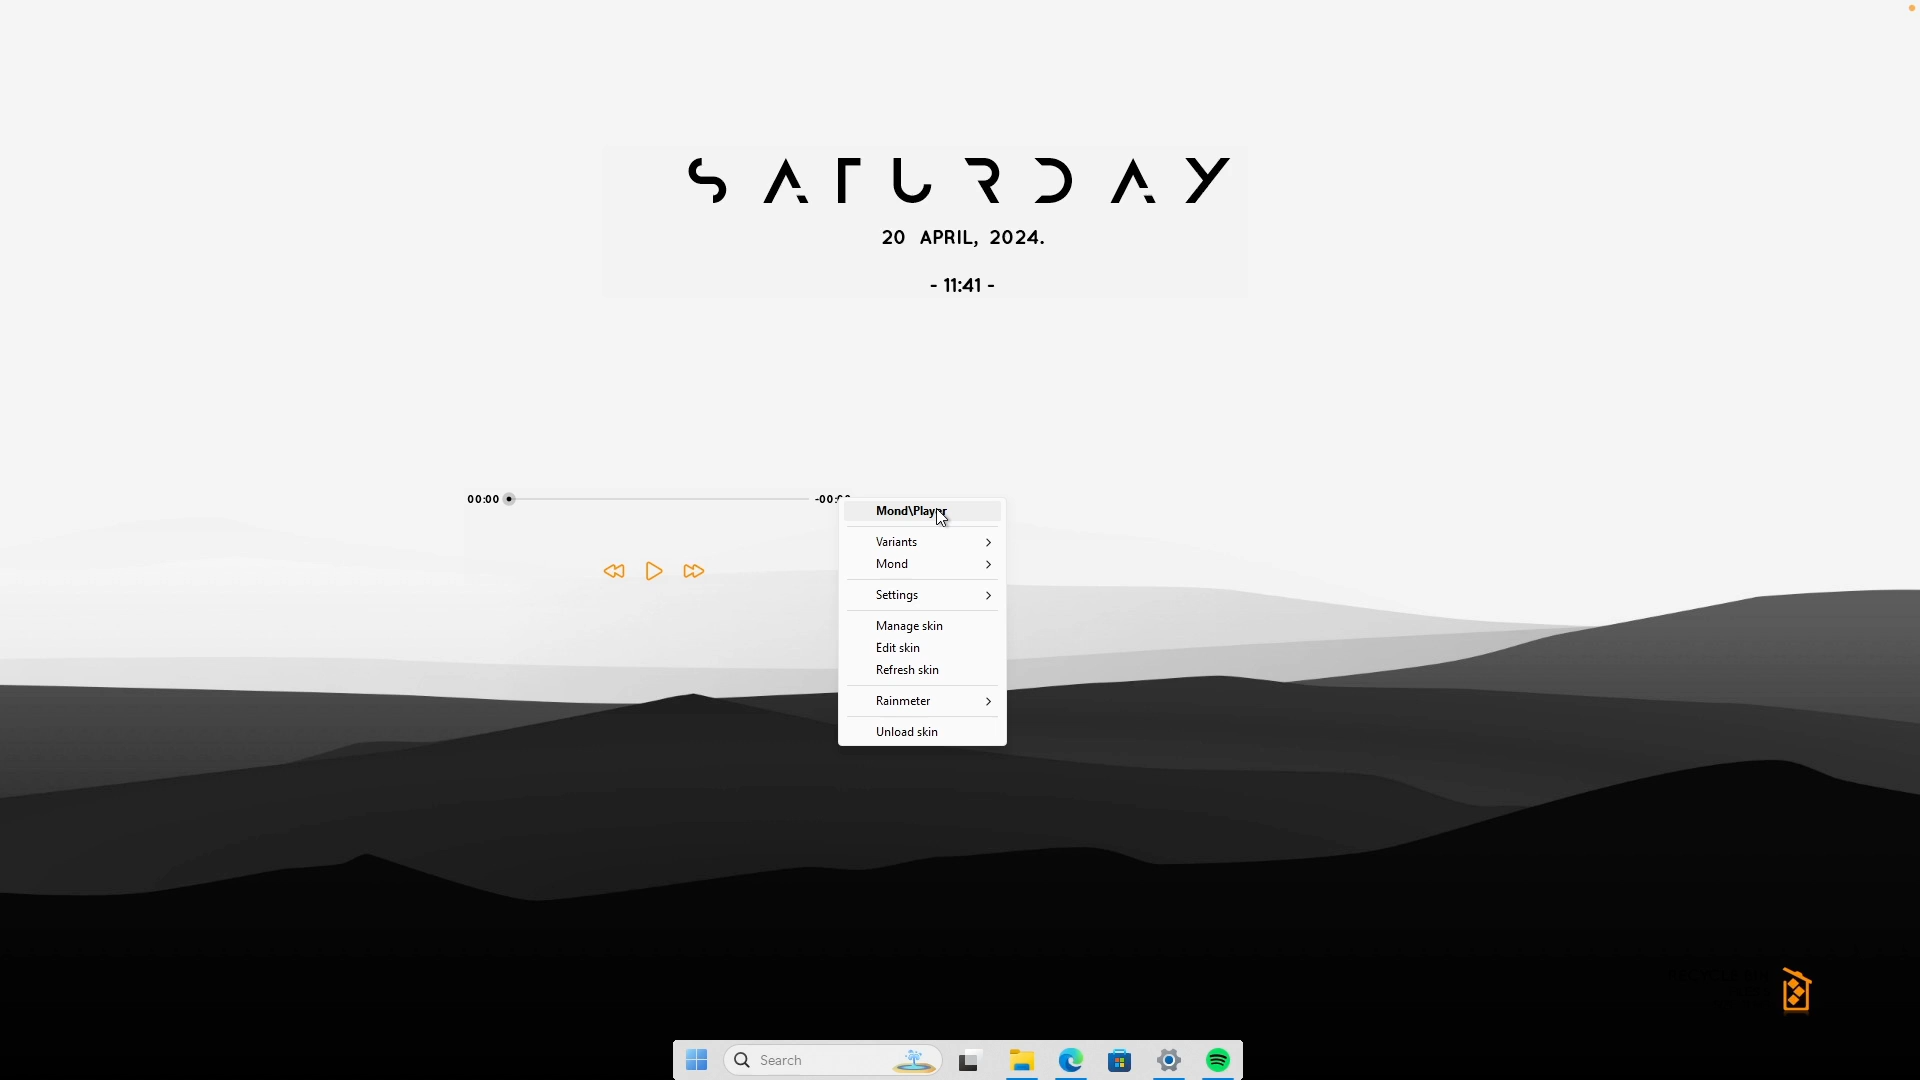 SATURDAY
20 APRIL, 2024.
- 11:41 -
00:00
Mond\Player
Variants
Mond
Settings
Manage skin
Edit skin
Refresh skin
Rainmeter
Unload skin
Search